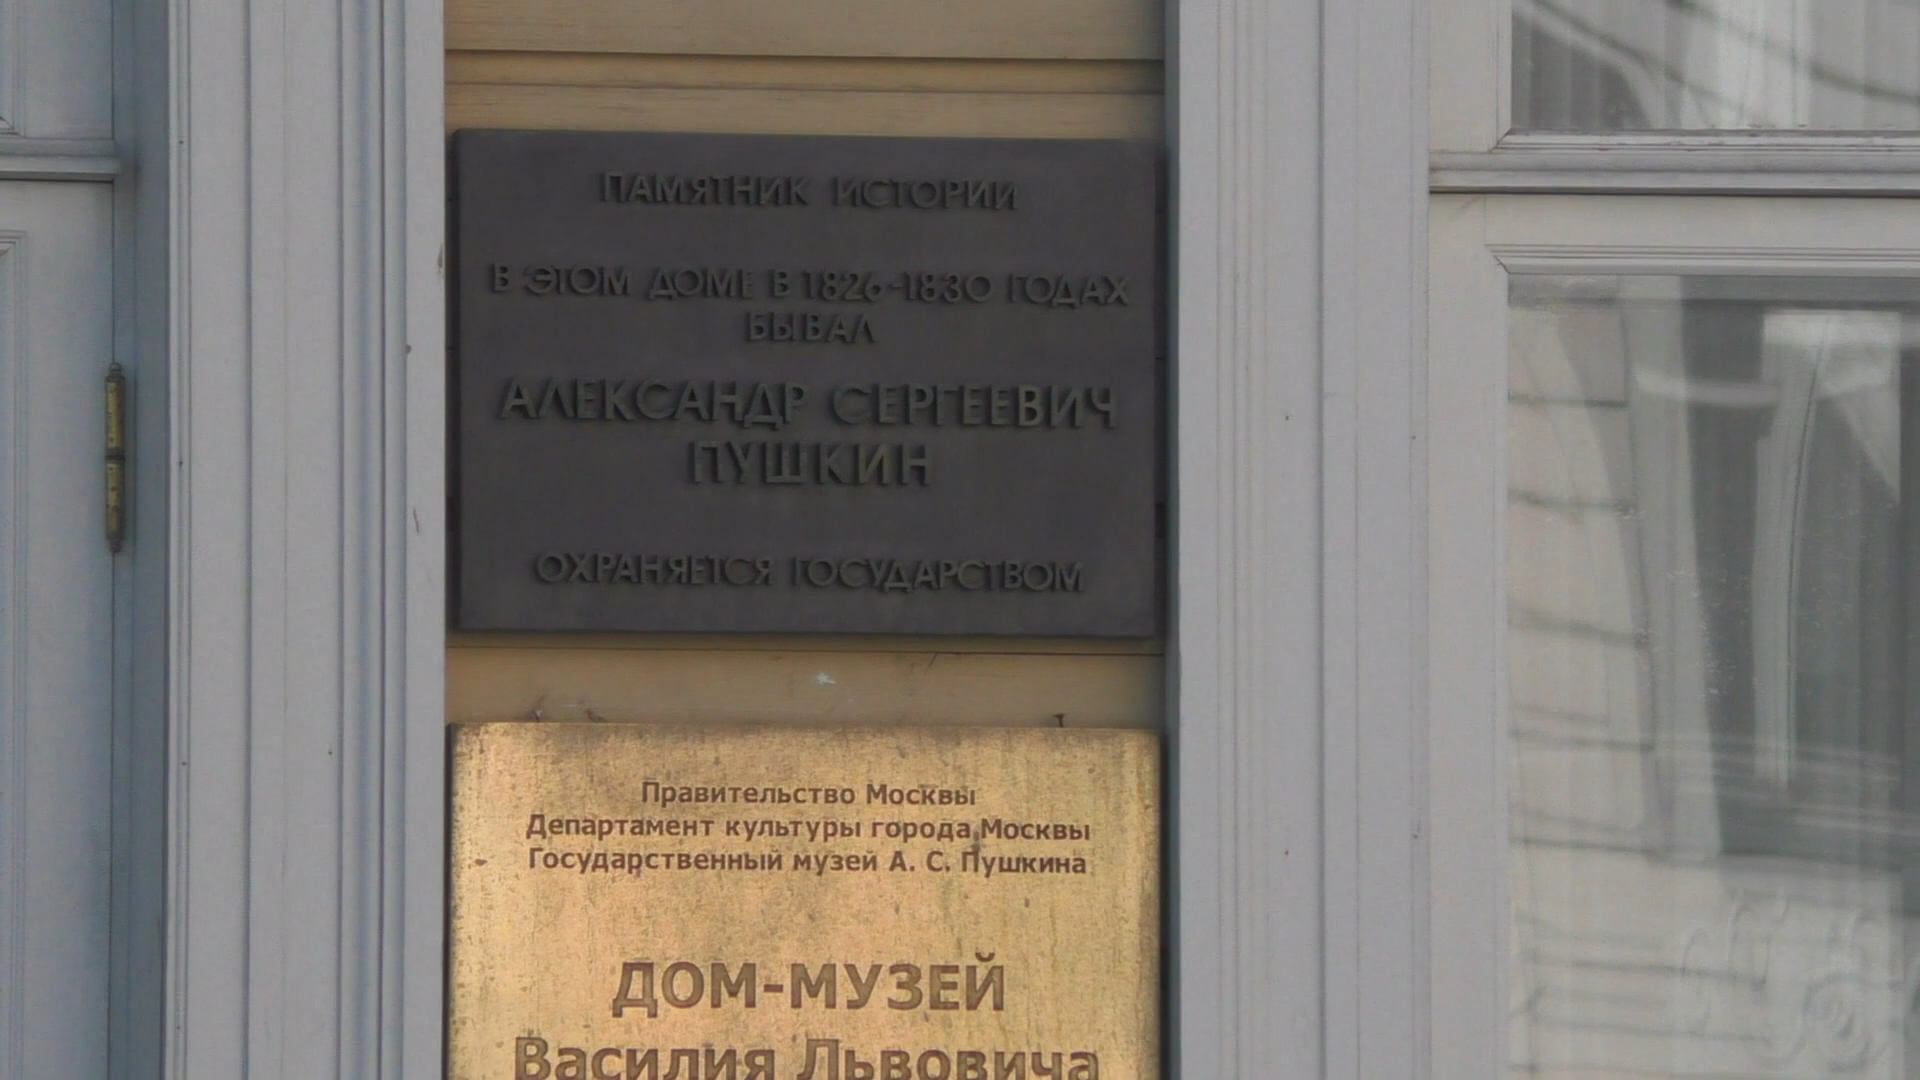 ПАМЯТНИК ИСТОРИИ
В ЭТОМ ДОМЕ В 1826-1830 ГОДАХ
БЫВАЛ
АЛЕКСАНДР СЕРГЕЕВИЧ
ПУШКИН
ОХРАНЯЕТСЯ ГОСУДАРСТВОМ
Правительство Москвы
Департамент культуры города Москвы
Государственный музей А. С. Пушкина
ДОМ-МУЗЕЙ
Василия Львовича